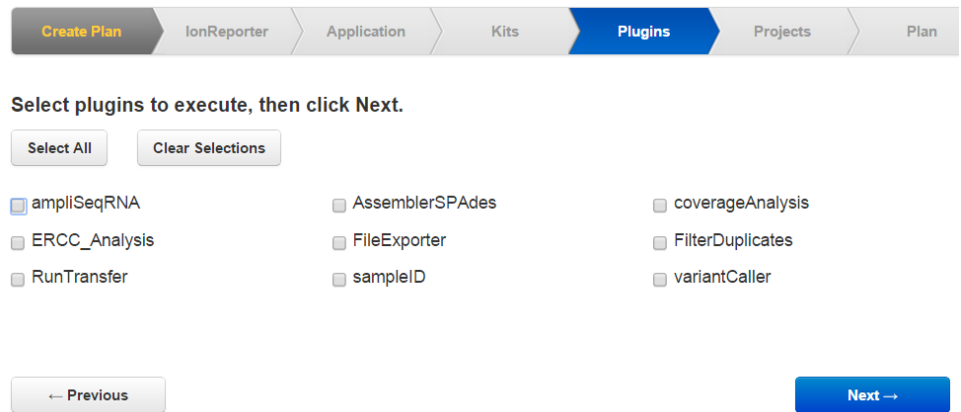 Create Plan IonReporter Application Kits Plugins Projects Plan
Select plugins to execute, then click Next.
Select All Clear Selections
ampliSeqRNA AssemblerSPAdes coverageAnalysis
ERCC_Analysis FileExporter FilterDuplicates
RunTransfer sampleID variantCaller
← Previous Next →